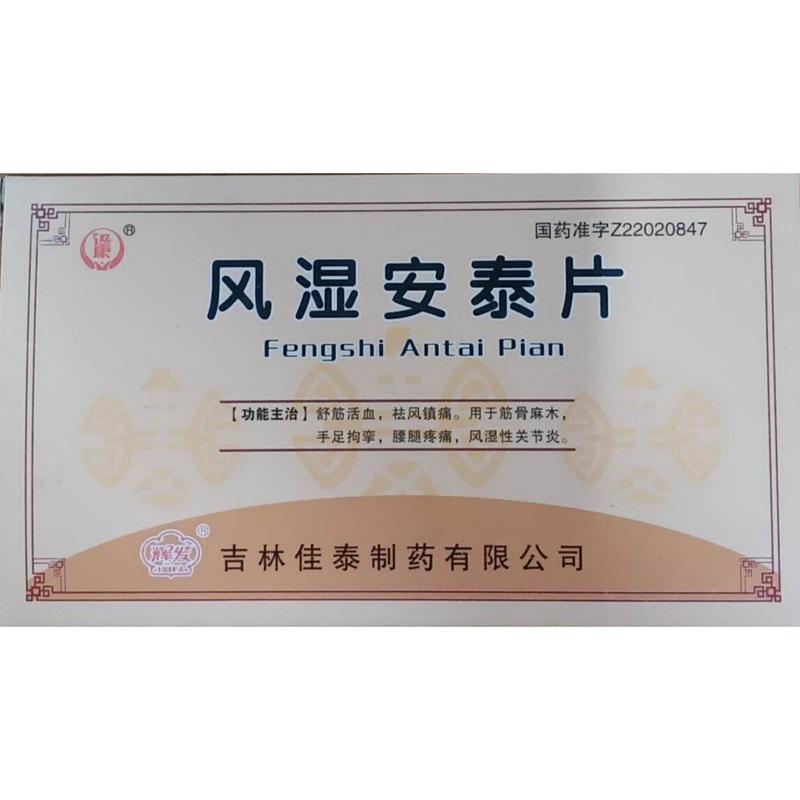 国药准字Z22020847
风湿安泰片
Fengshi Antai Pian
【功能主治】舒筋活血，祛风镇痛。用于筋骨麻木，
手足拘挛，腰腿疼痛，风湿性关节炎。
辉发
吉林佳泰制药有限公司